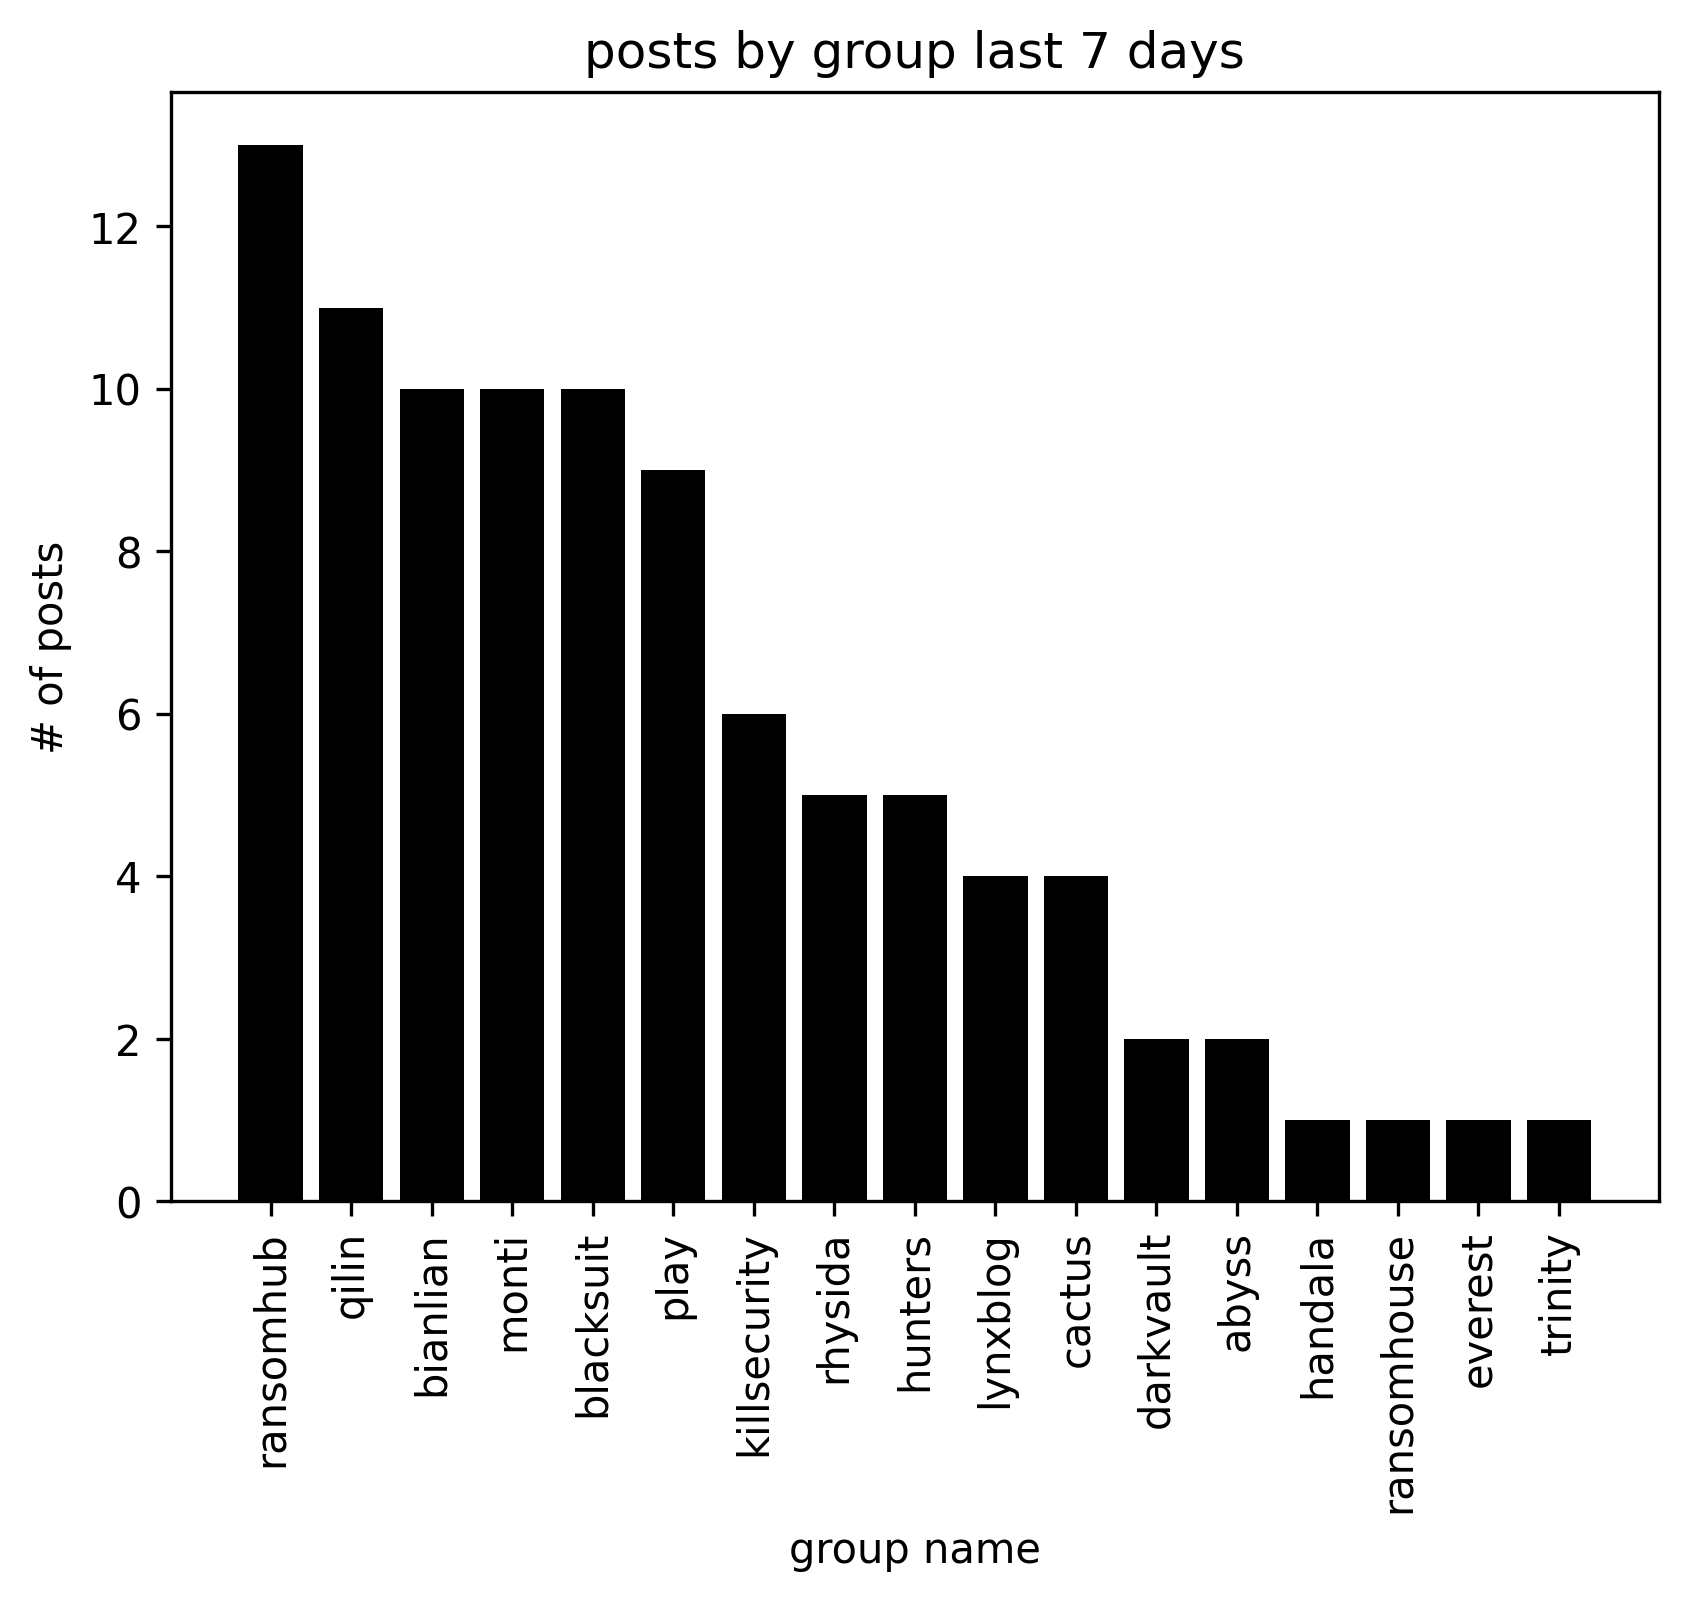 posts by group last 7 days
# of posts
12
10
8
6
4
2
0
ransomhub
qilin
bianlian
monti
blacksuit
play
killsecurity
rhysida
hunters
lynxblog
cactus
darkvault
abyss
handala
ransomhouse
everest
trinity
group name